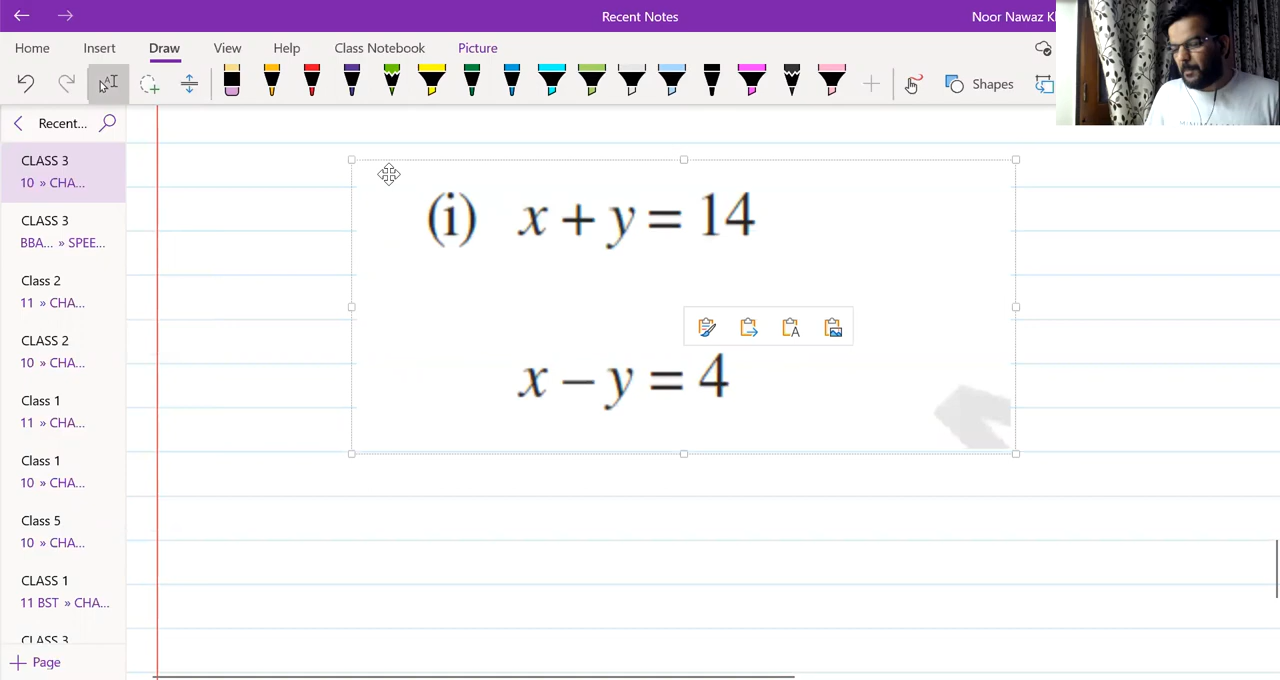 Recent Notes
Noor Nawaz
Home Insert Draw View Help Class Notebook Picture
Shapes
Recent...
CLASS 3
10 » CHA...
CLASS 3
BBA... » SPEE...
Class 2
11 » CHA...
CLASS 2
10 » CHA...
Class 1
11 » CHA...
Class 1
10 » CHA...
Class 5
10 » CHA...
CLASS 1
11 BST » CHA...
CLASS 3
+ Page
(i) x + y = 14
x − y = 4